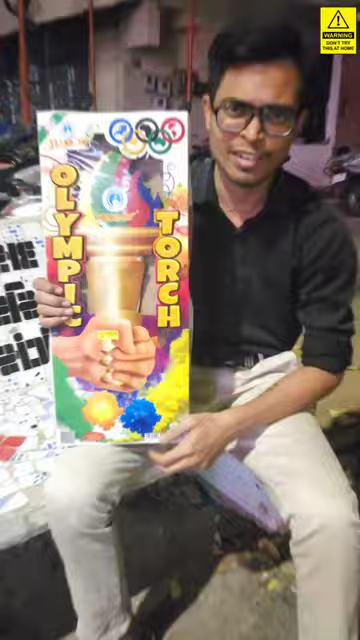 WARNING
DON'T TRY
THIS AT HOME
OLYMPIC
TORCH